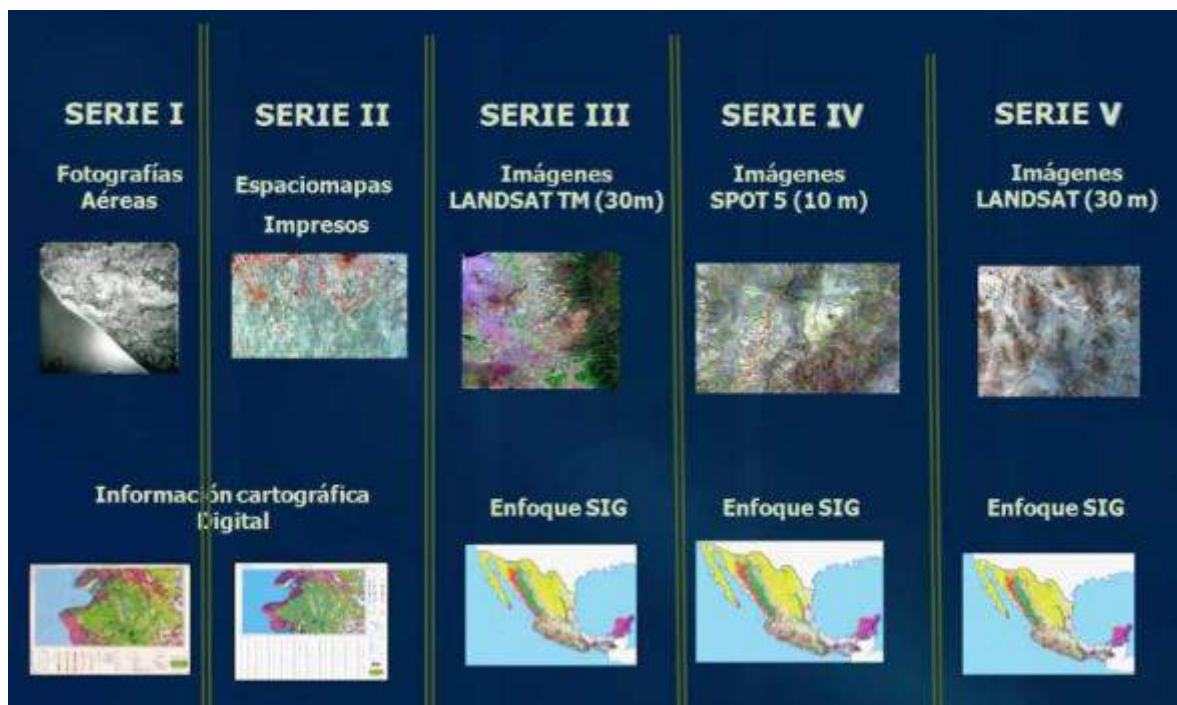 SERIE I
Fotografías
Aéreas
SERIE II
Espaciomapas
Impresos
Información cartográfica
Digital
SERIE III
Imágenes
LANDSAT TM (30m)
Enfoque SIG
SERIE IV
Imágenes
SPOT 5 (10 m)
Enfoque SIG
SERIE V
Imágenes
LANDSAT (30 m)
Enfoque SIG